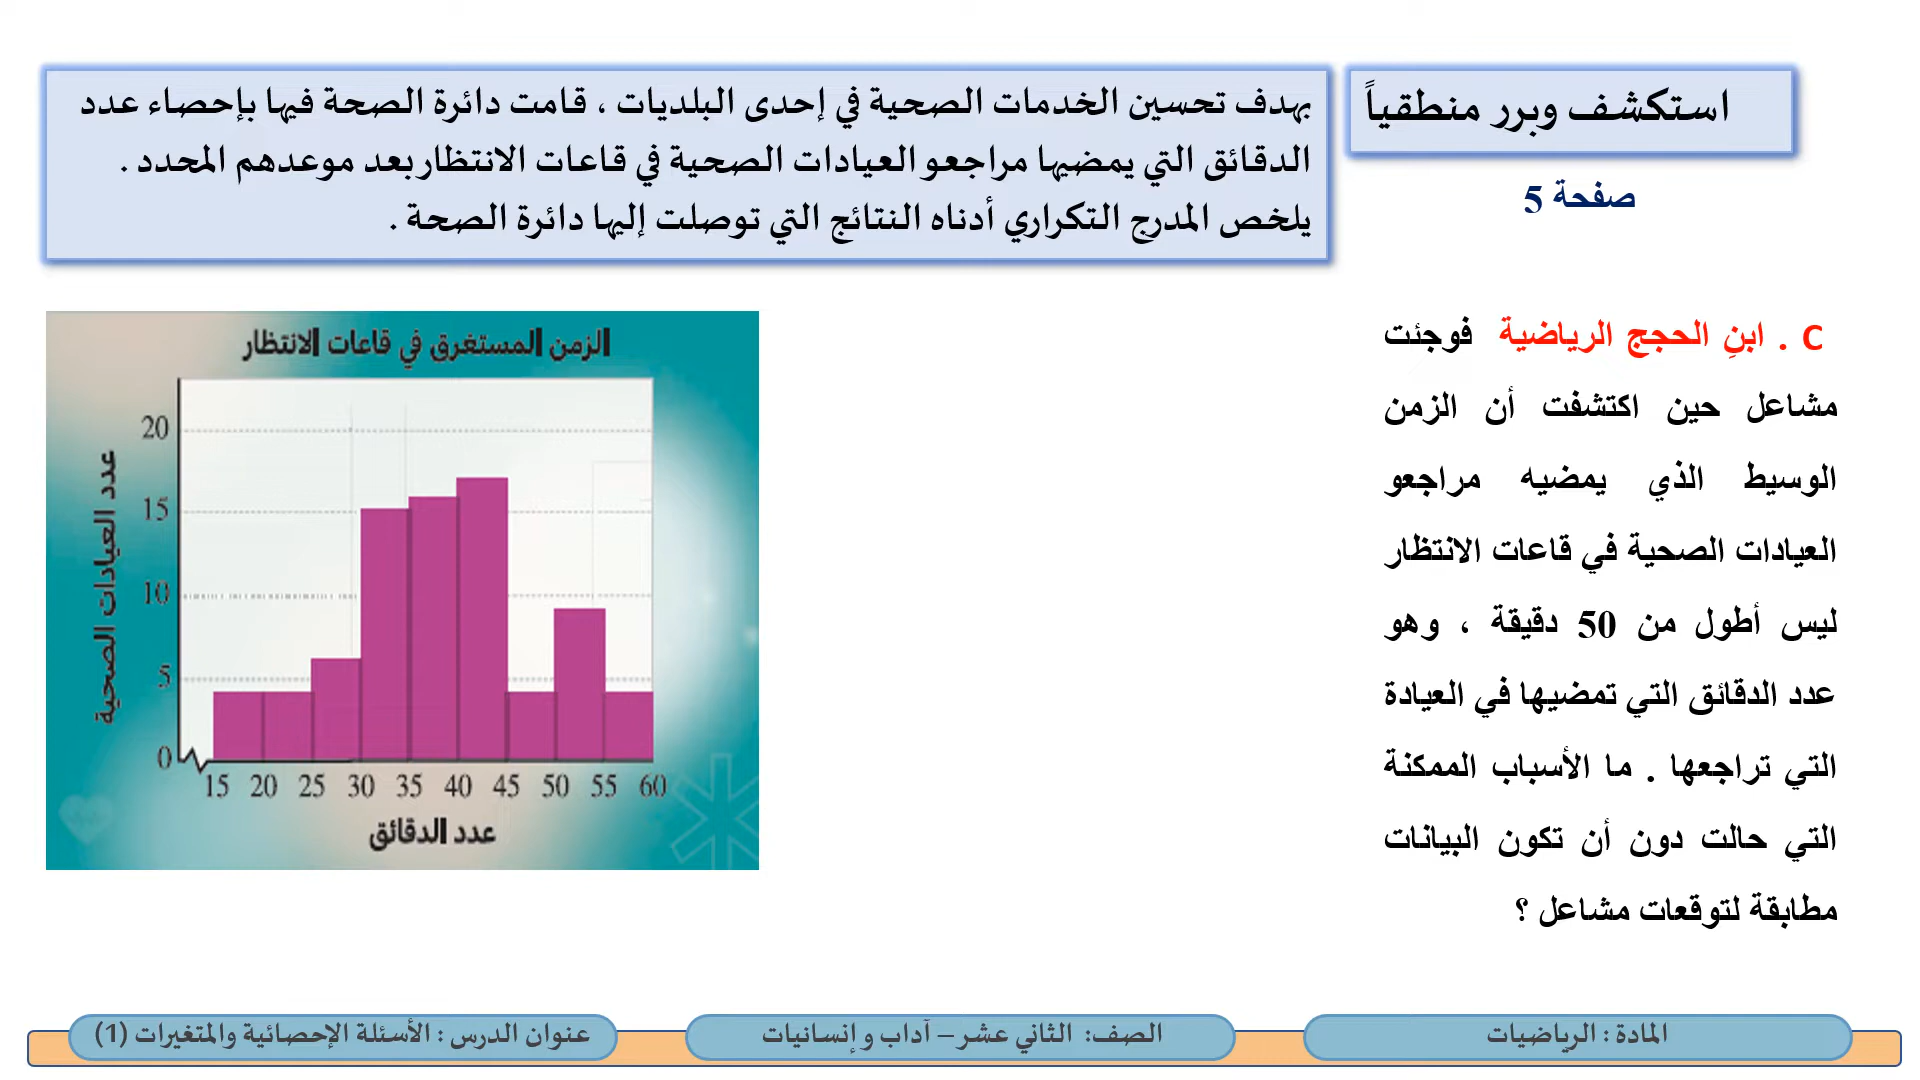 استكشف وبرر منطقياً
صفحة 5
بهدف تحسين الخدمات الصحية في إحدى البلديات ، قامت دائرة الصحة فيها بإحصاء عدد
الدقائق التي يمضيها مراجعو العيادات الصحية في قاعات الانتظار بعد موعدهم المحدد .
يلخص المدرج التكراري أدناه النتائج التي توصلت إليها دائرة الصحة .
C . ابنِ الحجج الرياضية فوجئت
مشاعل حين اكتشفت أن الزمن
الوسيط الذي يمضيه مراجعو
العيادات الصحية في قاعات الانتظار
ليس أطول من 50 دقيقة ، وهو
عدد الدقائق التي تمضيها في العيادة
التي تراجعها . ما الأسباب الممكنة
التي حالت دون أن تكون البيانات
مطابقة لتوقعات مشاعل ؟
الزمن المستغرق في قاعات الانتظار
عدد العيادات الصحية
20
15
10
5
0
15 20 25 30 35 40 45 50 55 60
عدد الدقائق
المادة : الرياضيات
الصف: الثاني عشر – آداب و إنسانيات
عنوان الدرس : الأسئلة الإحصائية والمتغيرات (1)